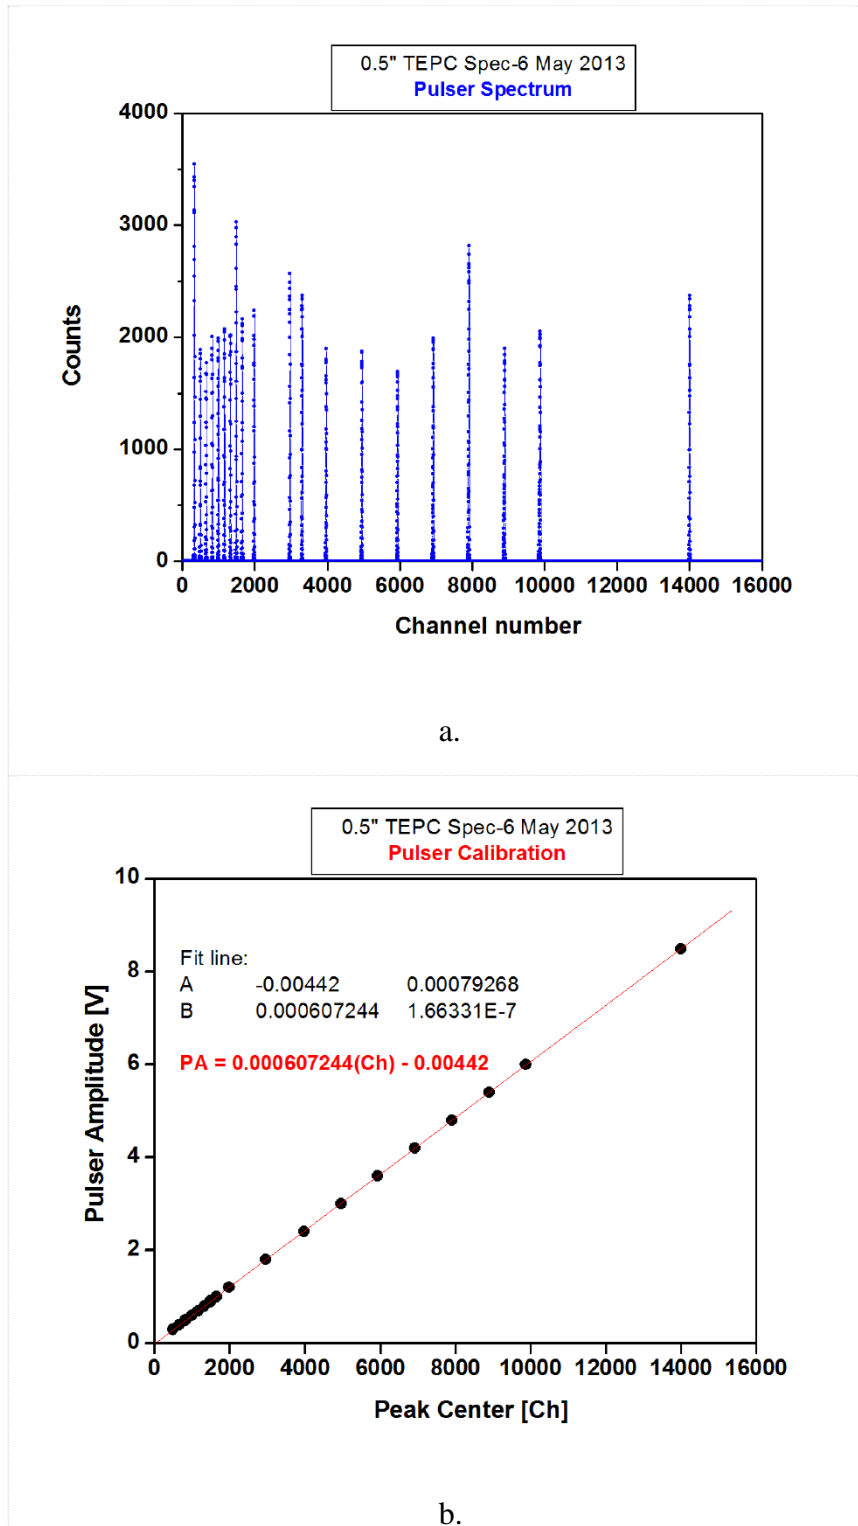 0.5" TEPC Spec-6 May 2013
Pulser Spectrum
4000
3000
2000
1000
0
Counts
0 2000 4000 6000 8000 10000 12000 14000 16000
Channel number
a.
0.5" TEPC Spec-6 May 2013
Pulser Calibration
10
8
6
4
2
0
Pulser Amplitude [V]
Fit line:
A -0.00442 0.00079268
B 0.000607244 1.66331E-7
PA = 0.000607244(Ch) - 0.00442
0 2000 4000 6000 8000 10000 12000 14000 16000
Peak Center [Ch]
b.